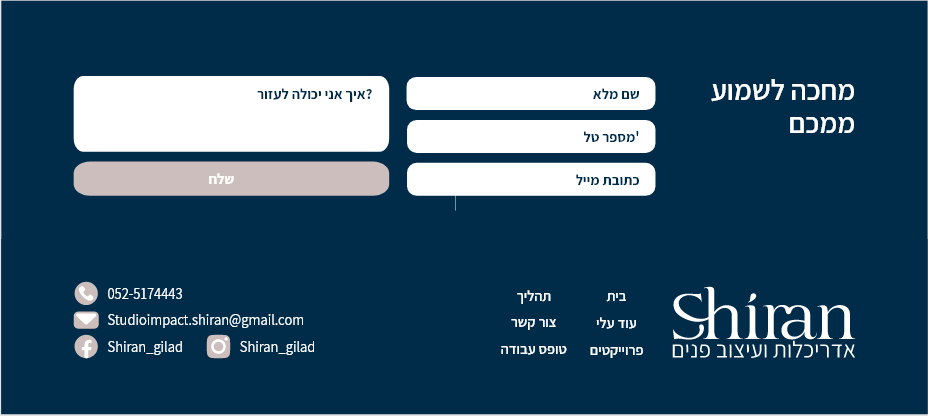 מחכה לשמוע
ממכם
שם מלא
מספר טל'
כתובת מייל
איך אני יכולה לעזור?
שלח
Shiran
אדריכלות ועיצוב פנים
בית
עוד עלי
פרוייקטים
תהליך
צור קשר
טופס עבודה
052-5174443
Studioimpact.shiran@gmail.com
Shiran_gilad
Shiran_gilad